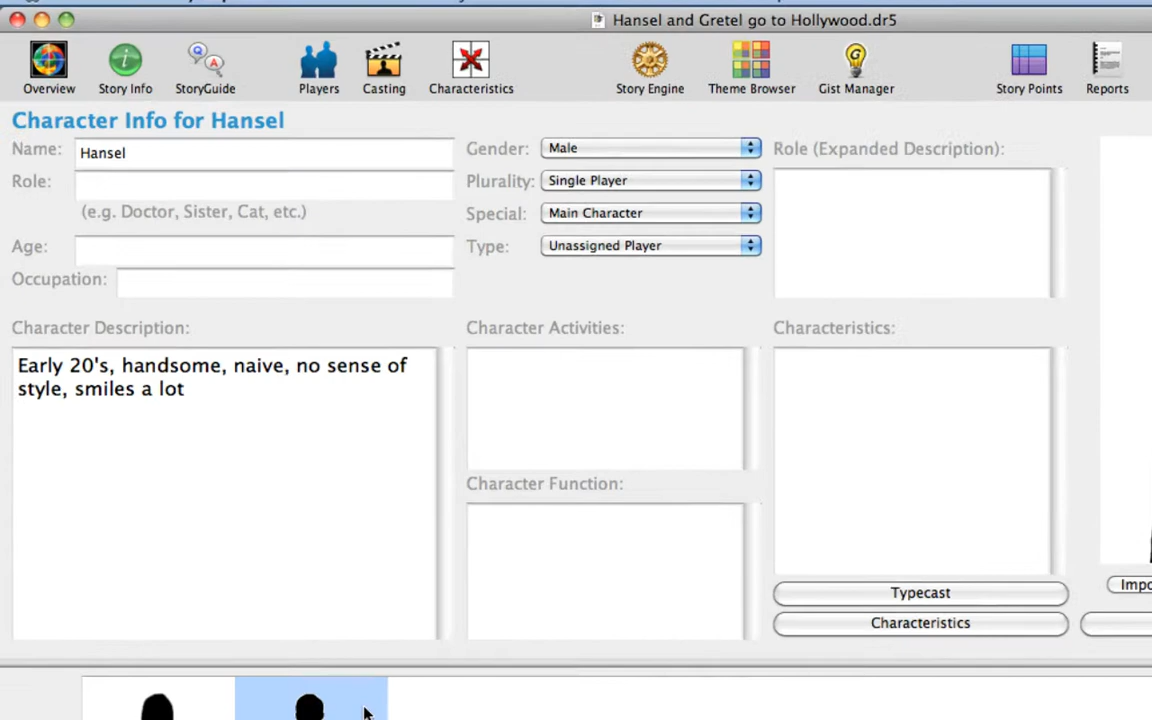 Hansel and Gretel go to Hollywood.dr5
Overview Story Info StoryGuide Players Casting Characteristics Story Engine Theme Browser Gist Manager Story Points Reports
Character Info for Hansel
Name: Hansel
Gender: Male
Role (Expanded Description):
Role:
Plurality: Single Player
(e.g. Doctor, Sister, Cat, etc.)
Special: Main Character
Age:
Type: Unassigned Player
Occupation:
Character Description:
Character Activities:
Characteristics:
Early 20's, handsome, naive, no sense of
style, smiles a lot
Character Function:
Typecast
Impo
Characteristics